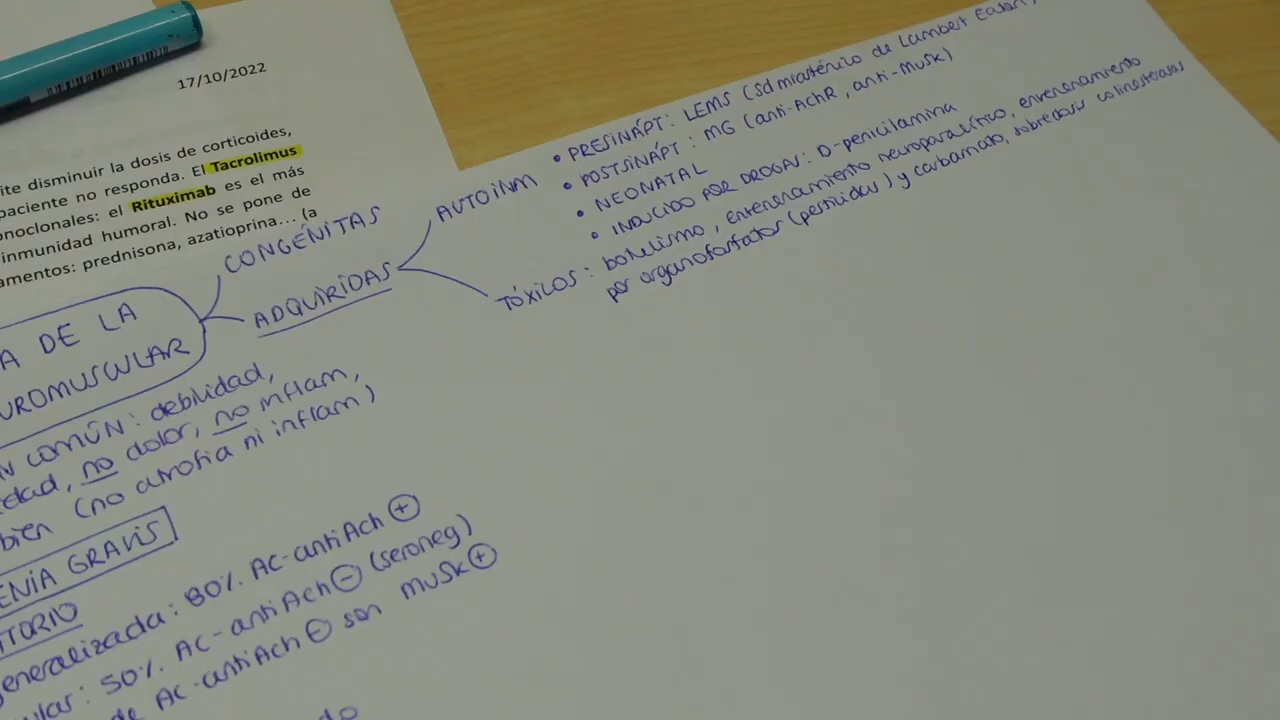 17/10/2022
ite disminuir la dosis de corticoides,
paciente no responda. El Tacrolimus
onoclonales: el Rituximab es el más
inmunidad humoral. No se pone de
amentos: prednisona, azatioprina... (a
A DE LA
UROMUSCULAR
CONGÉNITAS
ADQUIRIDAS
AUTOINM
• PRESINÁPT: LEMS (Sd miasténico de Lambert Eaton)
• POSTSINÁPT: MG (anti-AchR, anti-Musk)
• NEONATAL
• INDUCIDO POR DROGAS: D-penicilamina
TÓXICOS: botulismo, envenenamiento neuroparalítico, envenenamiento
por organofosfatos (pesticidas) y carbamato, sobredosis colinesterasas
N COMÚN: debilidad,
edad, no dolor, no inflam,
bien (no atrofia ni inflam)
ENIA GRAVIS
TORIO
generalizada: 80%. AC-antiAch ⊕
ular: 50%. AC-antiAch ⊖ (seroneg)
de AC-antiAch ⊖ son musk ⊕